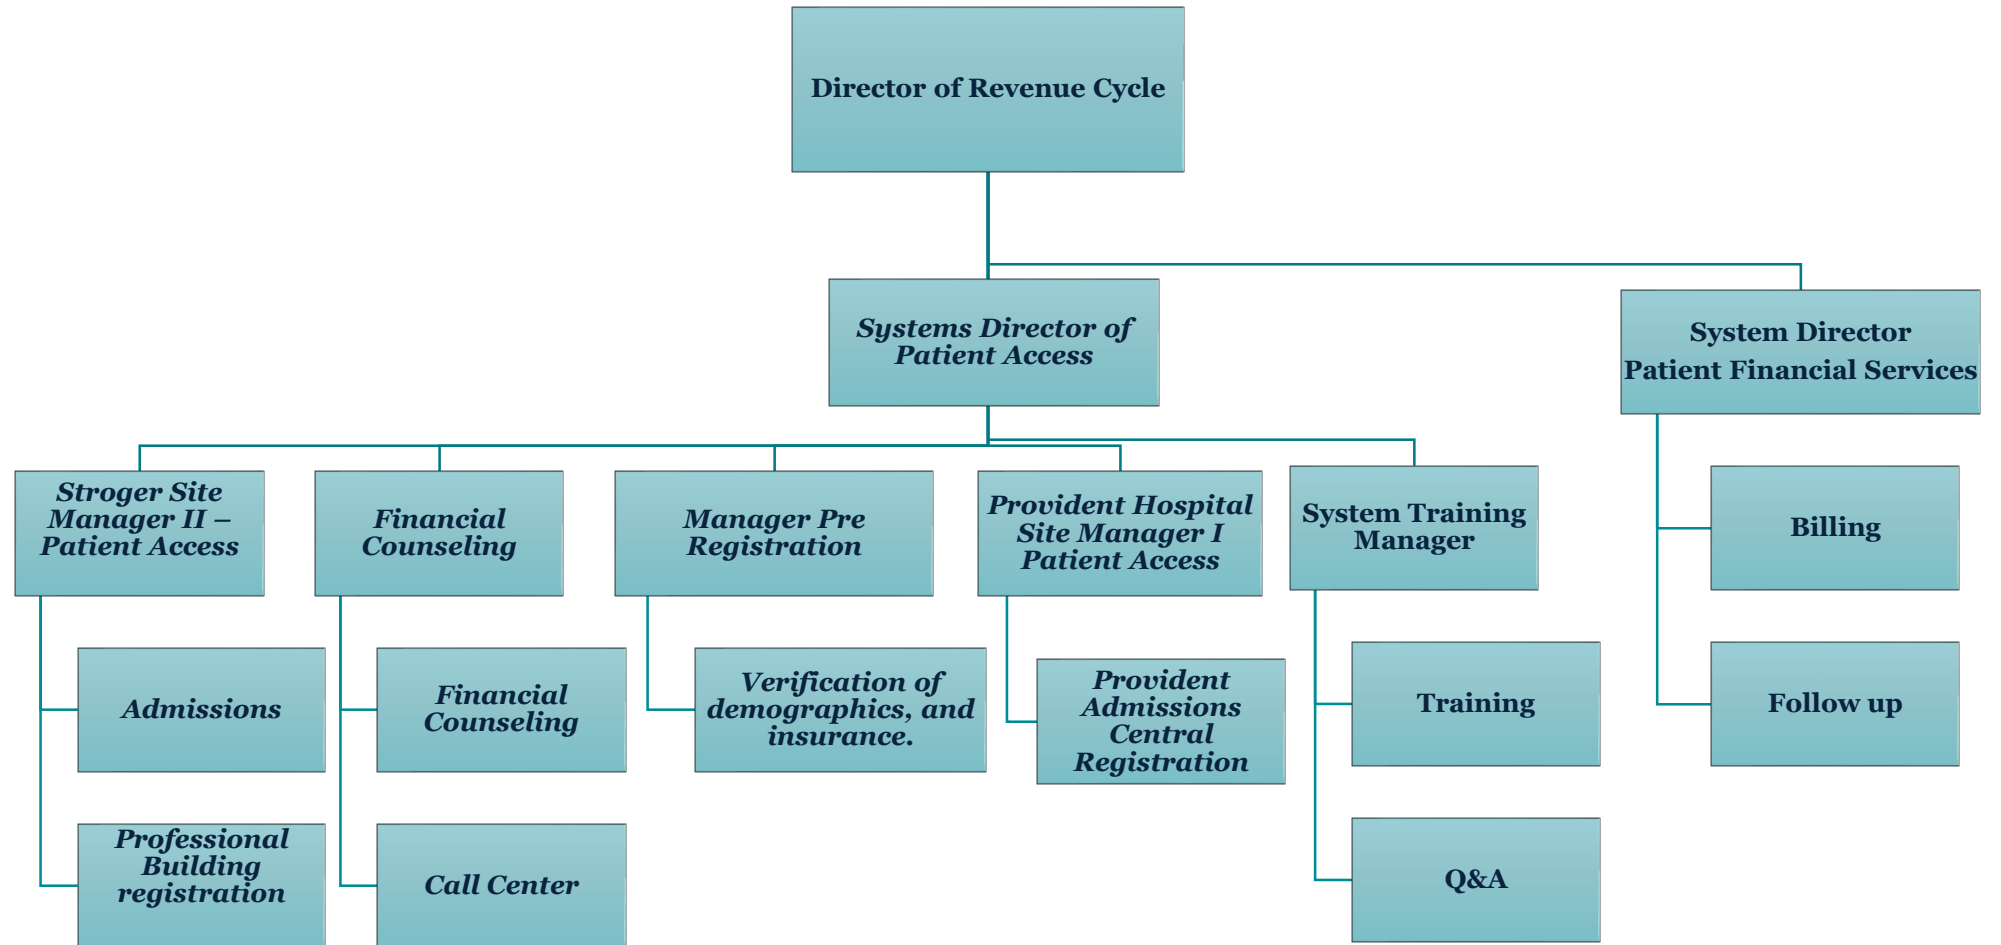 Director of Revenue Cycle
Systems Director of
Patient Access
System Director
Patient Financial Services
Stroger Site
Manager II –
Patient Access
Financial
Counseling
Manager Pre
Registration
Provident Hospital
Site Manager I
Patient Access
System Training
Manager
Billing
Admissions
Financial
Counseling
Verification of
demographics, and
insurance.
Provident
Admissions
Central
Registration
Training
Follow up
Professional
Building
registration
Call Center
Q&A